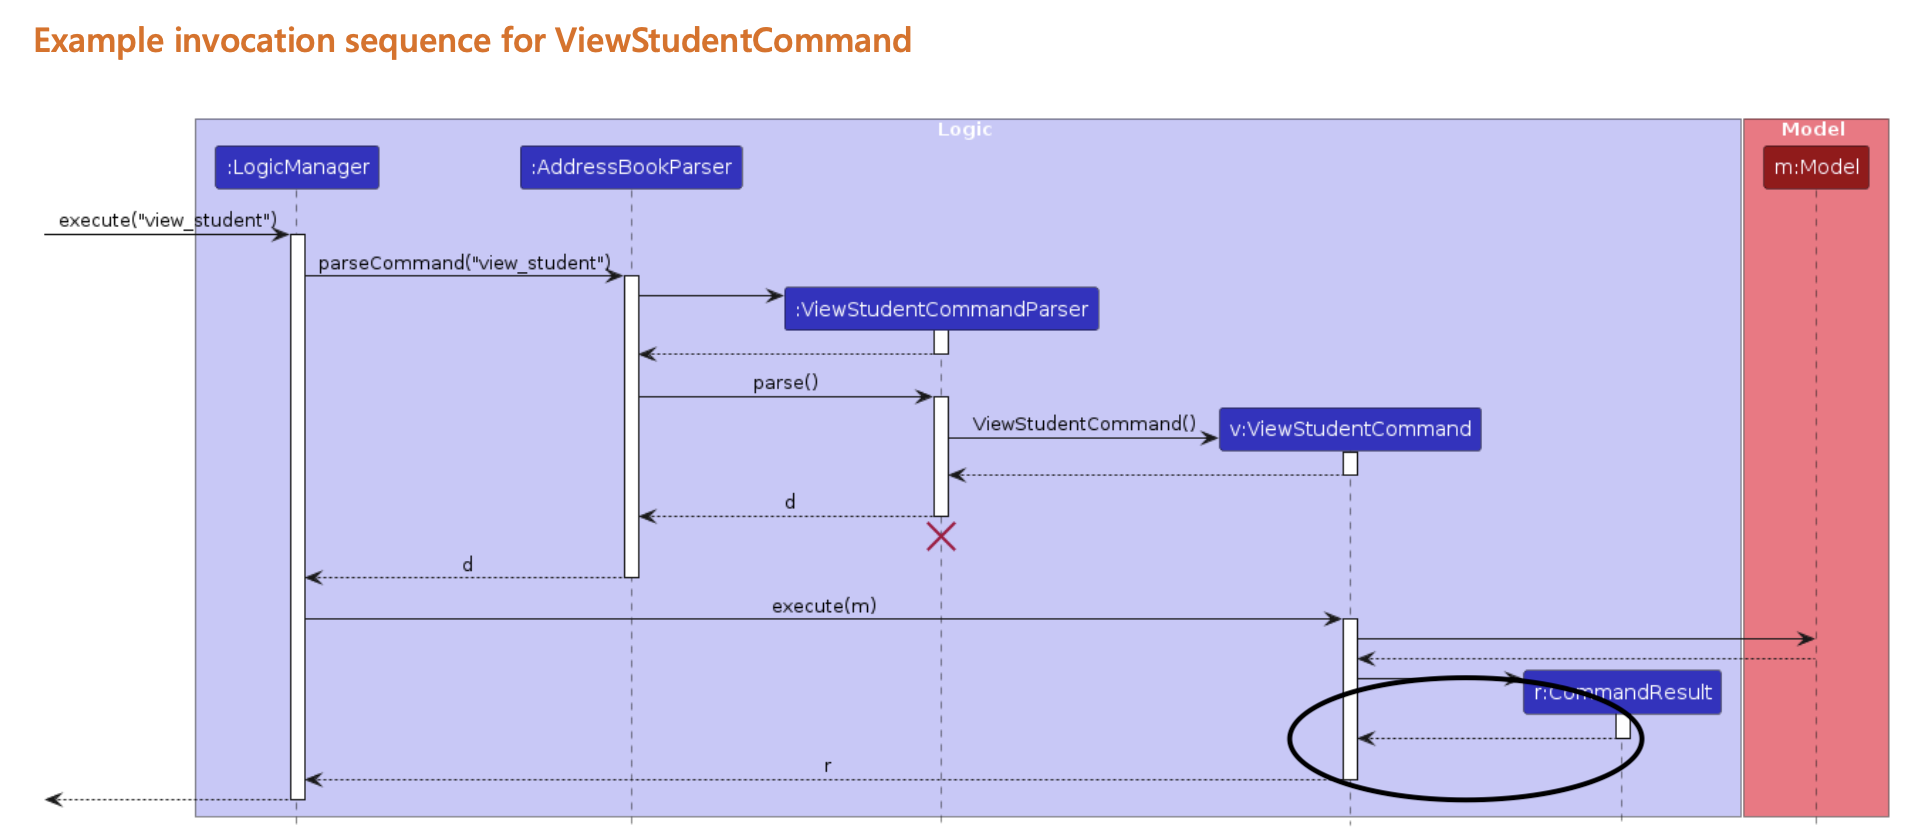 Example invocation sequence for ViewStudentCommand
Logic
Model
:LogicManager
:AddressBookParser
m:Model
execute("view_student")
parseCommand("view_student")
:ViewStudentCommandParser
parse()
ViewStudentCommand()
v:ViewStudentCommand
d
d
execute(m)
r:CommandResult
r